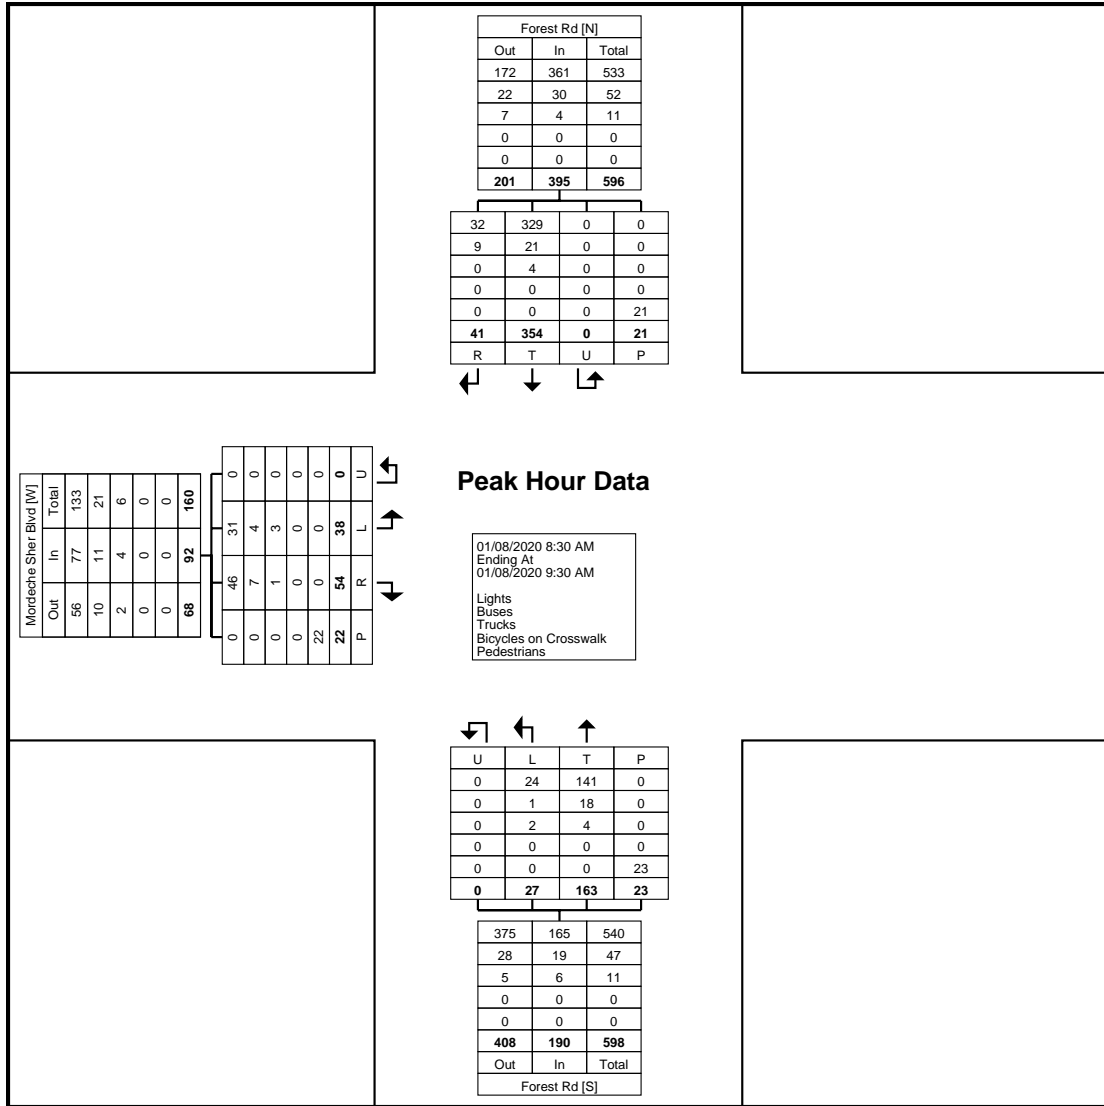 Forest Rd [N]
Out In Total
172 361 533
22 30 52
7 4 11
0 0 0
0 0 0
201 395 596
32 329 0 0
9 21 0 0
0 4 0 0
0 0 0 0
0 0 0 21
41 354 0 21
R T U P
Mordeche Sher Blvd [W]
Out In Total
56 77 133
10 11 21
2 4 6
0 0 0
0 0 0
68 92 160
0 46 31 0
0 7 4 0
0 1 3 0
0 0 0 0
22 0 0 0
22 54 38 0
P R L U
Peak Hour Data
01/08/2020 8:30 AM
Ending At
01/08/2020 9:30 AM
Lights
Buses
Trucks
Bicycles on Crosswalk
Pedestrians
U L T P
0 24 141 0
0 1 18 0
0 2 4 0
0 0 0 0
0 0 0 23
0 27 163 23
375 165 540
28 19 47
5 6 11
0 0 0
0 0 0
408 190 598
Out In Total
Forest Rd [S]